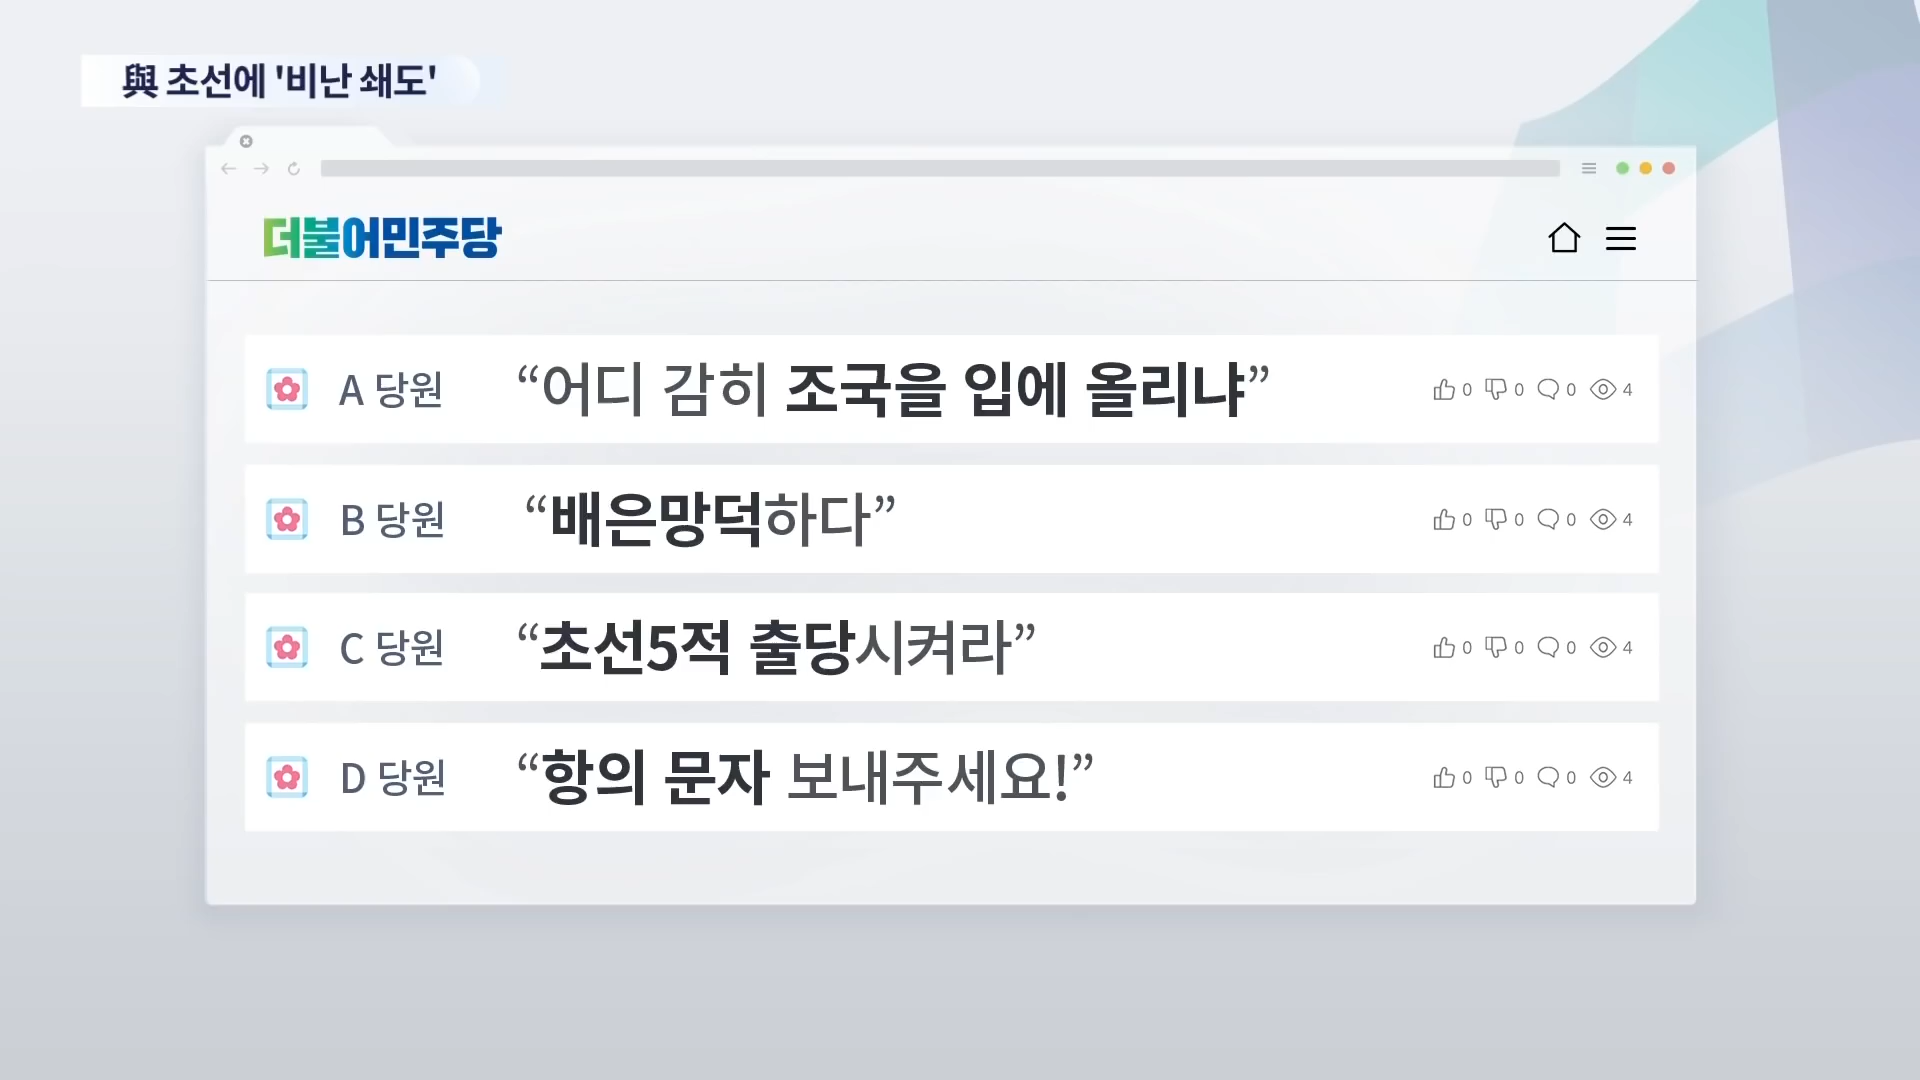 與 초선에 '비난 쇄도'
더불어민주당
A 당원 “어디 감히 조국을 입에 올리냐” 0 0 0 4
B 당원 “배은망덕하다” 0 0 0 4
C 당원 “초선5적 출당시켜라” 0 0 0 4
D 당원 “항의 문자 보내주세요!” 0 0 0 4